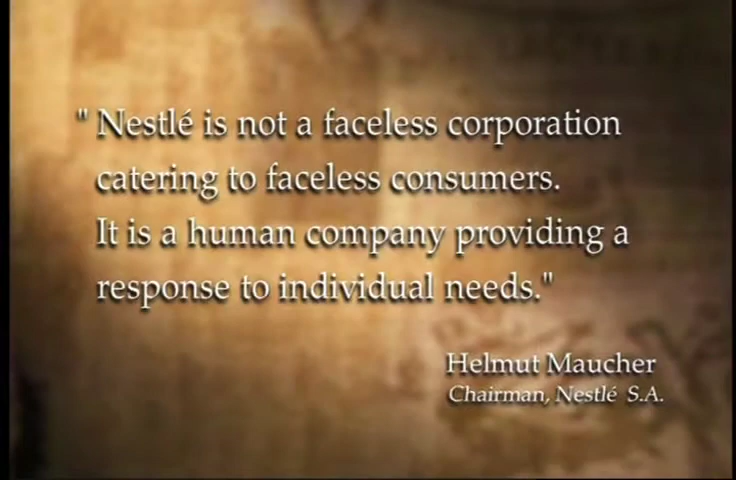 " Nestlé is not a faceless corporation
catering to faceless consumers.
It is a human company providing a
response to individual needs."
Helmut Maucher
Chairman, Nestlé S.A.